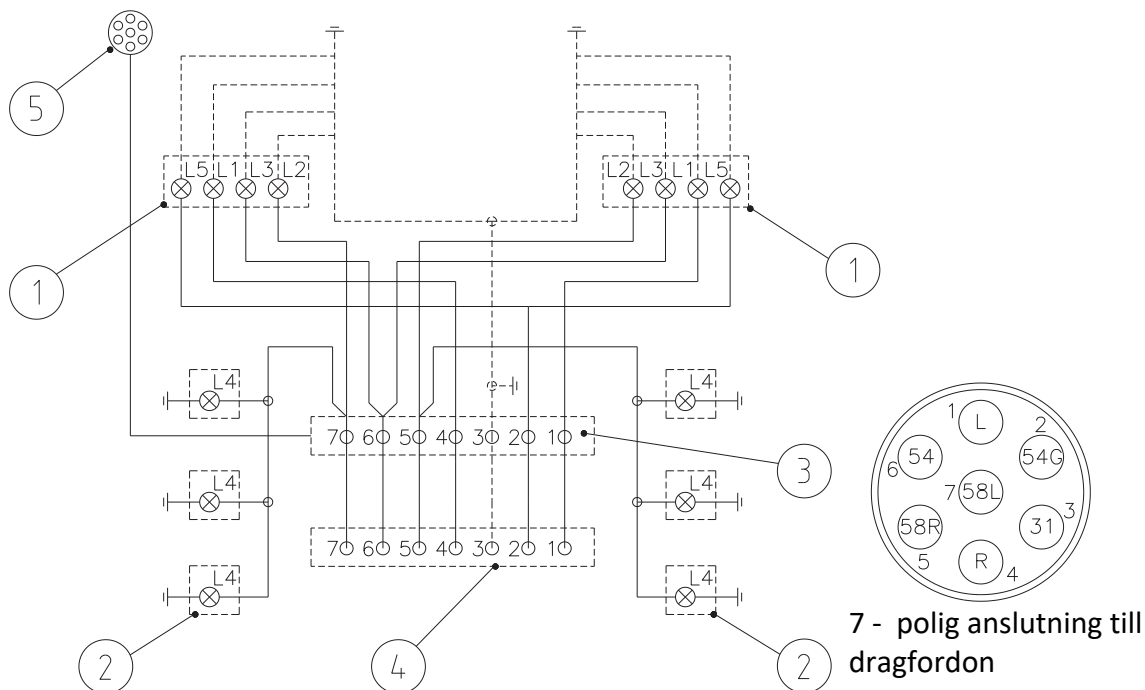 5
L5 L1 L3 L2
L2 L3 L1 L5
1
1
L4
L4
7 6 5 4 3 2 1
3
L4
L4
7 6 5 4 3 2 1
L4
L4
2
4
2
1 L
2
6 54
54G
7 58L
3
58R
31
5
R
4
7 - polig anslutning till
dragfordon